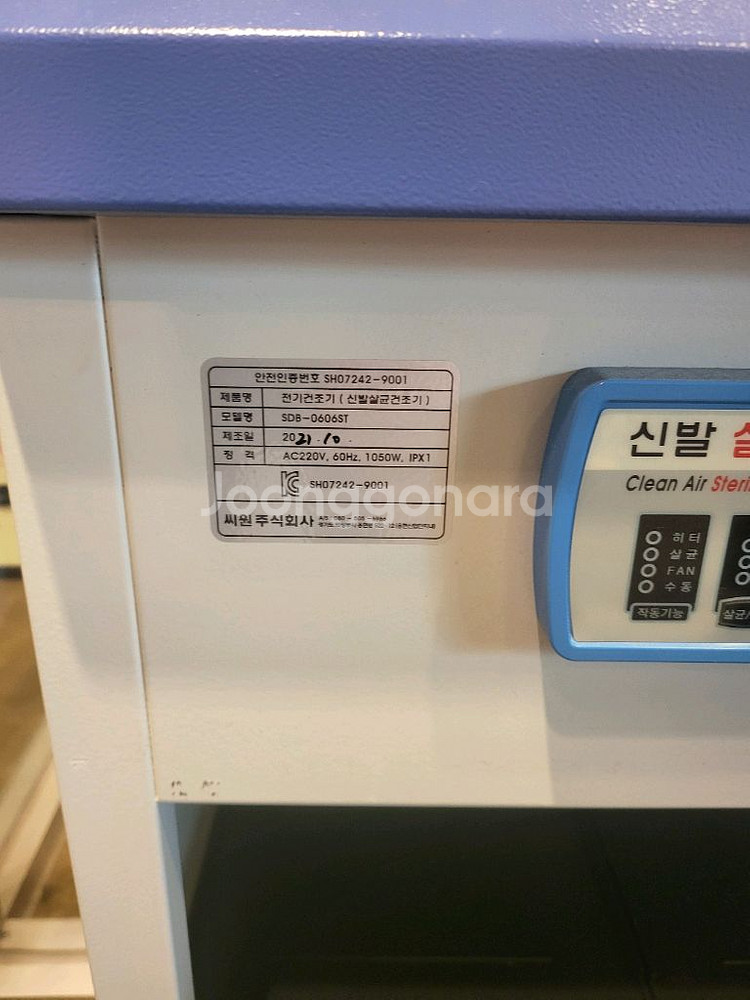 안전인증번호 SH07242-9001
제품명 전기건조기 ( 신발살균건조기 )
모델명 SDB-0606ST
제조일 2021.10.
정 격 AC220V, 60Hz, 1050W, IPX1
SH07242-9001
씨원주식회사
Joonggonara
신발
Clean Air
히터
살균
FAN
수동
작동기능
살균/